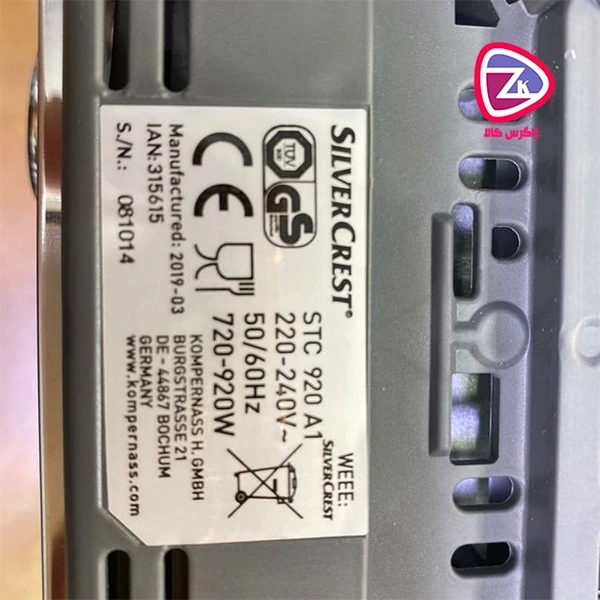 SILVERCREST®
STC 920 A1
220-240V~
50/60Hz
720-920W
TÜV
GS
CE
KOMPERNASS H. GMBH
BURGSTRASSE 21
DE - 44867 BOCHUM
GERMANY
www.kompernass.com
Manufactured: 2019-03
IAN: 315615
S./N.: 081014
WEEE:
SILVERCREST
ZK
زاگرس کالا